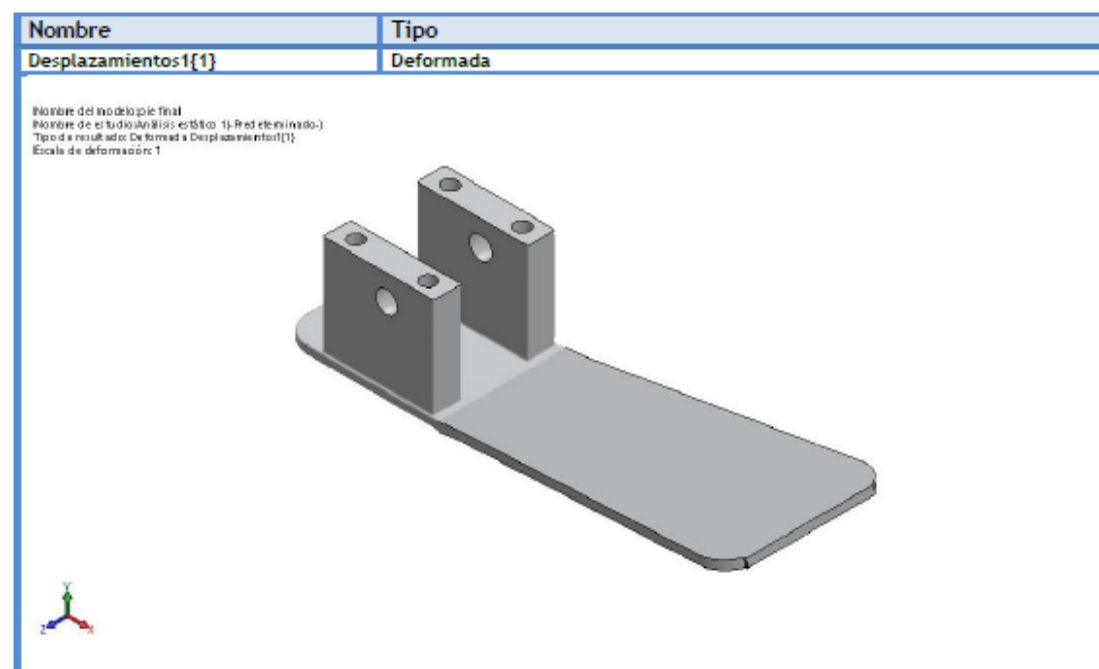 Nombre Tipo
Desplazamientos1{1} Deformada
Nombre del modelo:pie final
Nombre de estudio:Análisis estático 1(-Predeterminado-)
Tipo de resultado: Deformada Desplazamientos1{1}
Escala de deformación: 1
Y
Z X